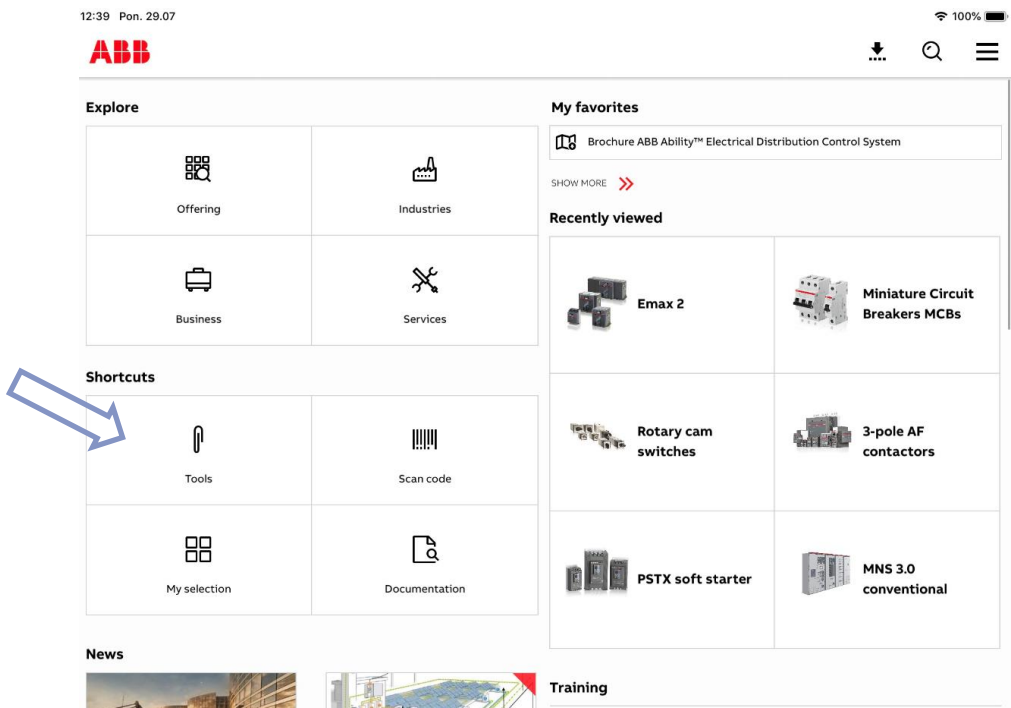 12:39 Pon. 29.07
100%
ABB
Explore
Offering
Industries
Business
Services
Shortcuts
Tools
Scan code
My selection
Documentation
News
My favorites
Brochure ABB Ability™ Electrical Distribution Control System
SHOW MORE
Recently viewed
Emax 2
Miniature Circuit
Breakers MCBs
Rotary cam
switches
3-pole AF
contactors
PSTX soft starter
MNS 3.0
conventional
Training